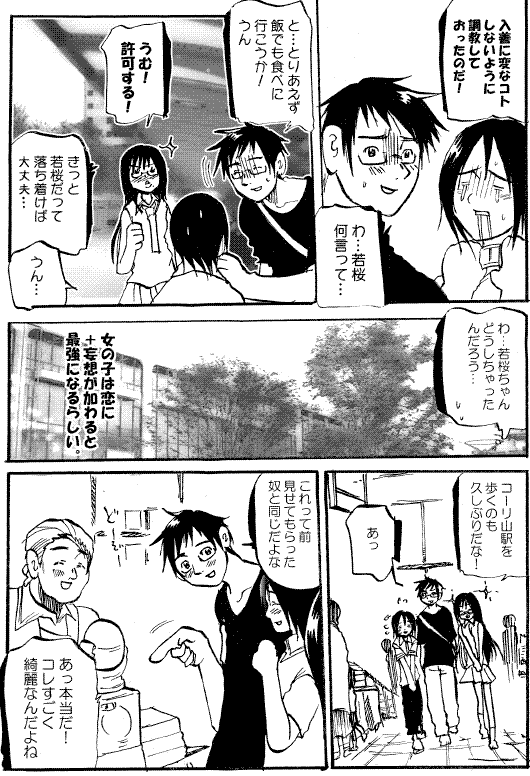 入善に変なコト
しないように
調教して
おったのだ!
わ…若桜
何言って…
と…とりあえず
飯でも食べに
行こうか!
うん
うむ!
許可する!
きっと
若桜だって
落ち着けば
大丈夫…
うん…
わ…若桜ちゃん
どうしちゃった
んだろう…
女の子は恋に
+妄想が加わると
最強になるらしい。
コーリ山駅を
歩くのも
久しぶりだな!
あっ
これって前
見せてもらった
奴と同じだよな
ど
あっ本当だ!
コレすごく
綺麗なんだよね